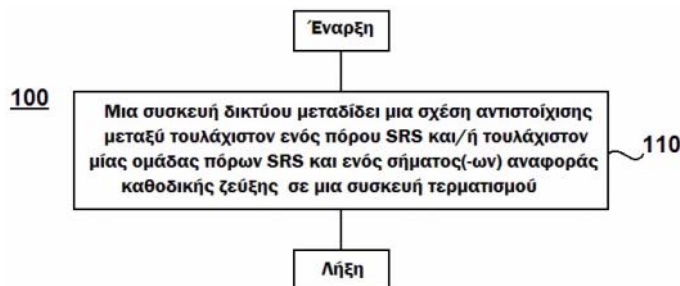 Έναρξη
100
Μια συσκευή δικτύου μεταδίδει μια σχέση αντιστοίχισης
μεταξύ τουλάχιστον ενός πόρου SRS και/ή τουλάχιστον
μίας ομάδας πόρων SRS και ενός σήματος(-ων) αναφοράς
καθοδικής ζεύξης σε μια συσκευή τερματισμού
110
Λήξη